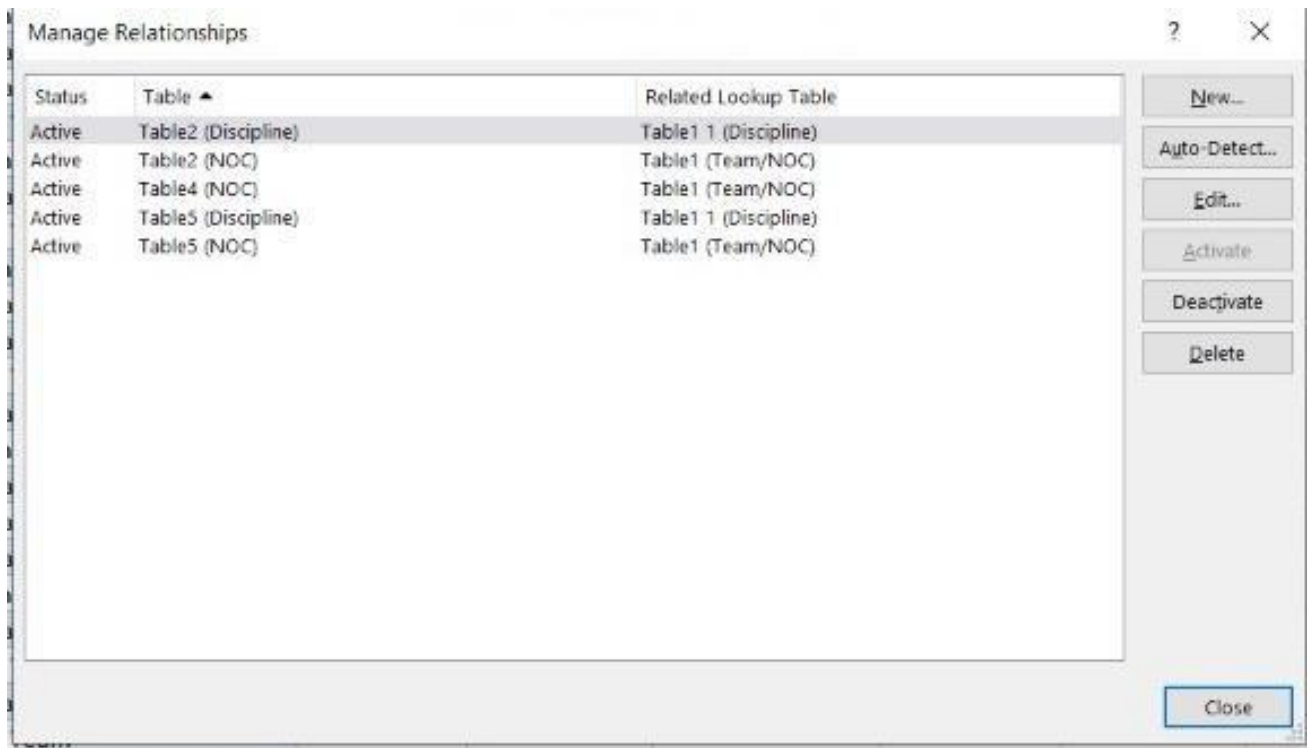 Manage Relationships ? ×
Status Table Related Lookup Table
Active Table2 (Discipline) Table1 1 (Discipline)
Active Table2 (NOC) Table1 (Team/NOC)
Active Table4 (NOC) Table1 (Team/NOC)
Active Table5 (Discipline) Table1 1 (Discipline)
Active Table5 (NOC) Table1 (Team/NOC)
New...
Auto-Detect...
Edit...
Activate
Deactivate
Delete
Close